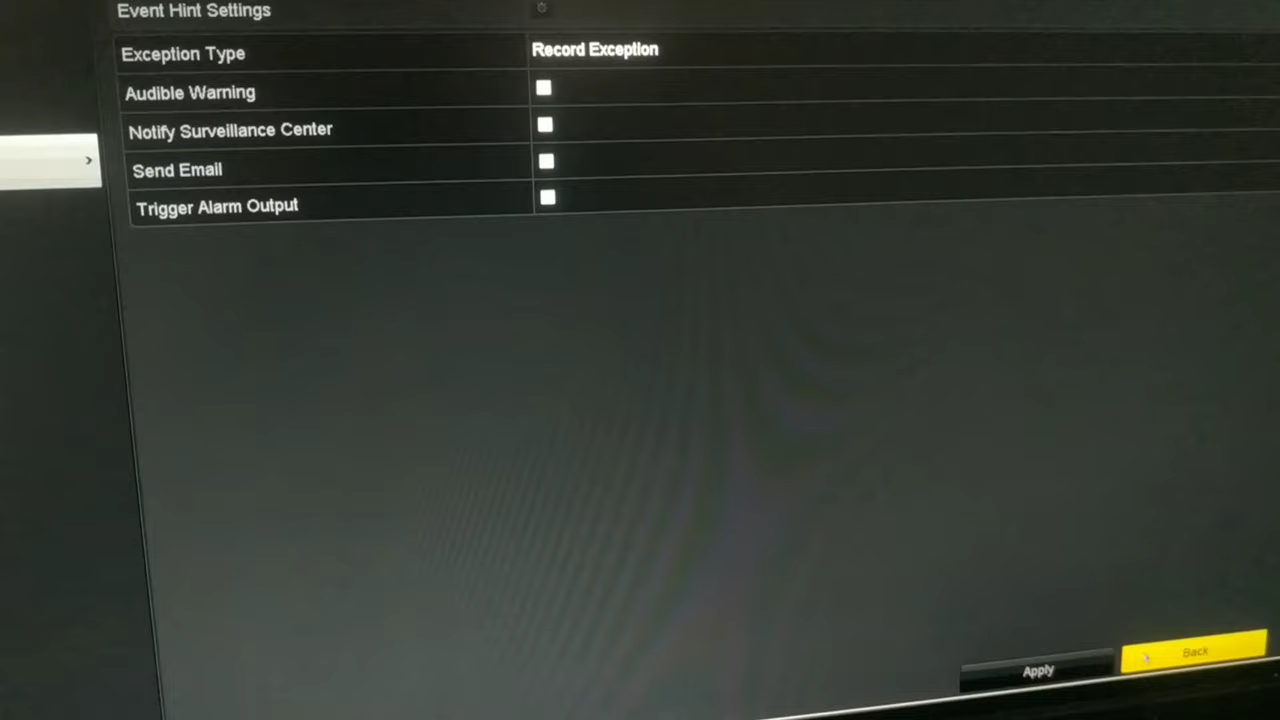 Event Hint Settings
Exception Type Record Exception
Audible Warning
Notify Surveillance Center
Send Email
Trigger Alarm Output
Apply Back